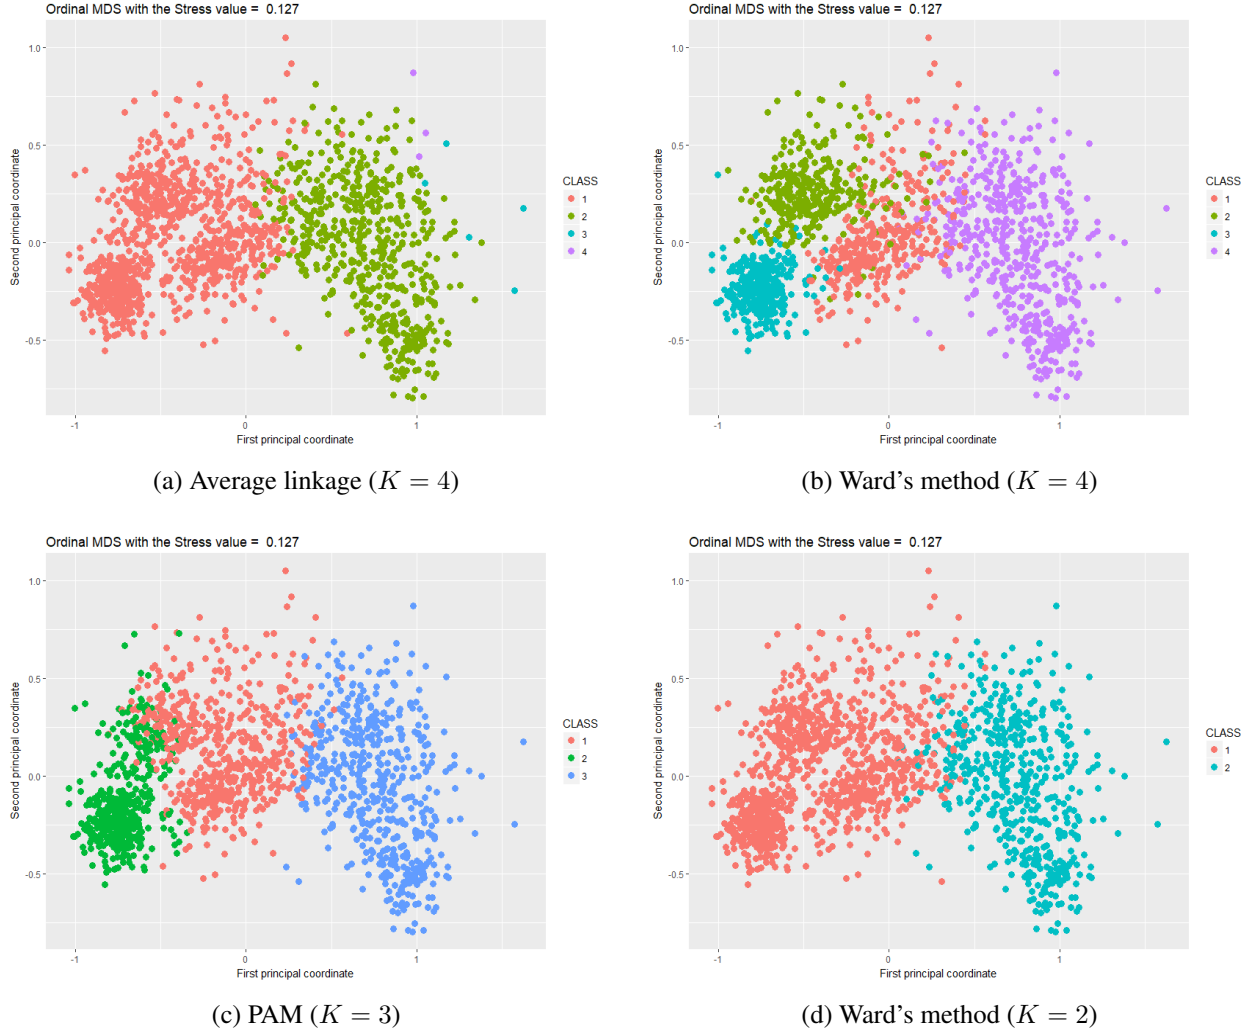 Ordinal MDS with the Stress value = 0.127
1.0
0.5
0.0
-0.5
Second principal coordinate
-1
0
1
First principal coordinate
CLASS
1
2
3
4
(a) Average linkage (K = 4)
Ordinal MDS with the Stress value = 0.127
1.0
0.5
0.0
-0.5
Second principal coordinate
-1
0
1
First principal coordinate
CLASS
1
2
3
4
(b) Ward's method (K = 4)
Ordinal MDS with the Stress value = 0.127
1.0
0.5
0.0
-0.5
Second principal coordinate
-1
0
1
First principal coordinate
CLASS
1
2
3
(c) PAM (K = 3)
Ordinal MDS with the Stress value = 0.127
1.0
0.5
0.0
-0.5
Second principal coordinate
-1
0
1
First principal coordinate
CLASS
1
2
(d) Ward's method (K = 2)